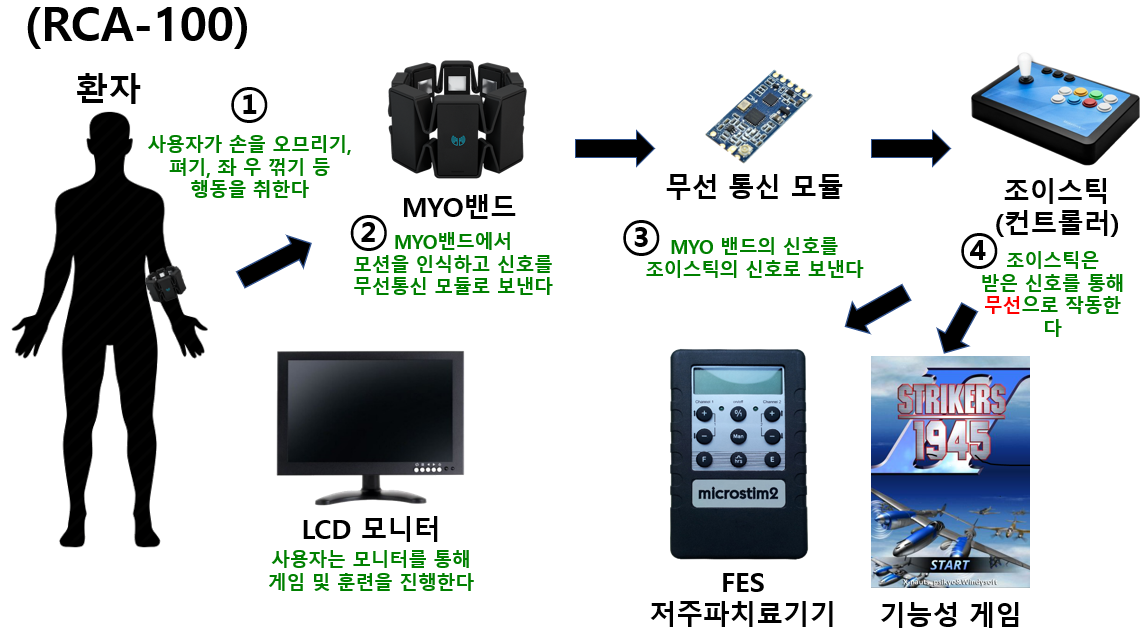 (RCA-100)
환자
①
사용자가 손을 오므리기,
펴기, 좌 우 꺾기 등
행동을 취한다
MYO밴드
②
MYO밴드에서
모션을 인식하고 신호를
무선통신 모듈로 보낸다
무선 통신 모듈
③
MYO 밴드의 신호를
조이스틱의 신호로 보낸다
조이스틱
(컨트롤러)
④
조이스틱은
받은 신호를 통해
무선으로 작동한
다
LCD 모니터
사용자는 모니터를 통해
게임 및 훈련을 진행한다
Channel 1
on/off
Channel 2
Man
F
E
microstim2
FES
저주파치료기기
STRIKERS
1945
II
START
기능성 게임